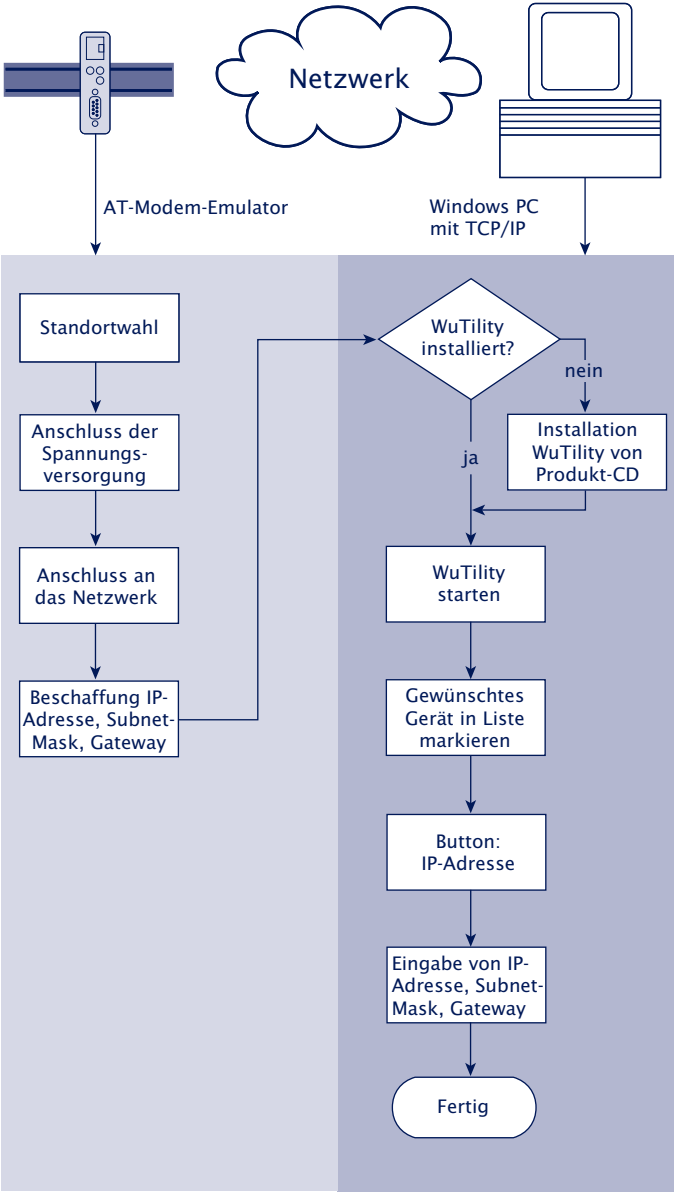 Netzwerk
AT-Modem-Emulator
Windows PC
mit TCP/IP
Standortwahl
Anschluss der
Spannungs-
versorgung
Anschluss an
das Netzwerk
Beschaffung IP-
Adresse, Subnet-
Mask, Gateway
WuTility
installiert?
nein
ja
Installation
WuTility von
Produkt-CD
WuTility
starten
Gewünschtes
Gerät in Liste
markieren
Button:
IP-Adresse
Eingabe von IP-
Adresse, Subnet-
Mask, Gateway
Fertig